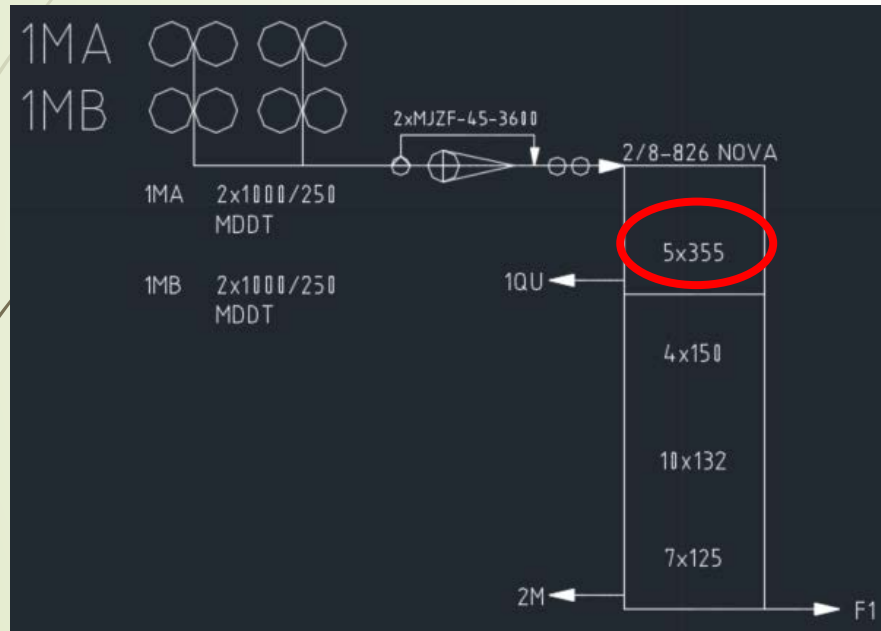 1MA
1MB
2xMJZF-45-3600
2/8-826 NOVA
1MA 2x1000/250
MDDT
5x355
1QU
1MB 2x1000/250
MDDT
4x150
10x132
7x125
2M
F1